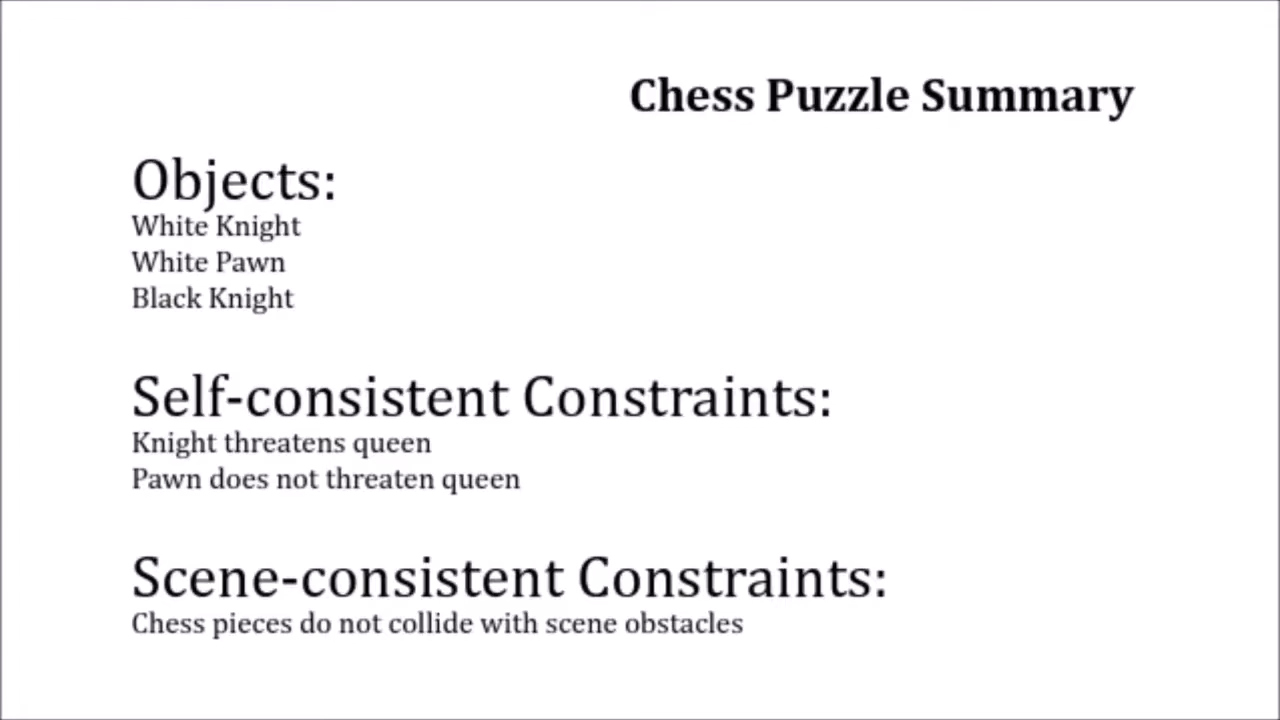 Chess Puzzle Summary
Objects:
White Knight
White Pawn
Black Knight
Self-consistent Constraints:
Knight threatens queen
Pawn does not threaten queen
Scene-consistent Constraints:
Chess pieces do not collide with scene obstacles